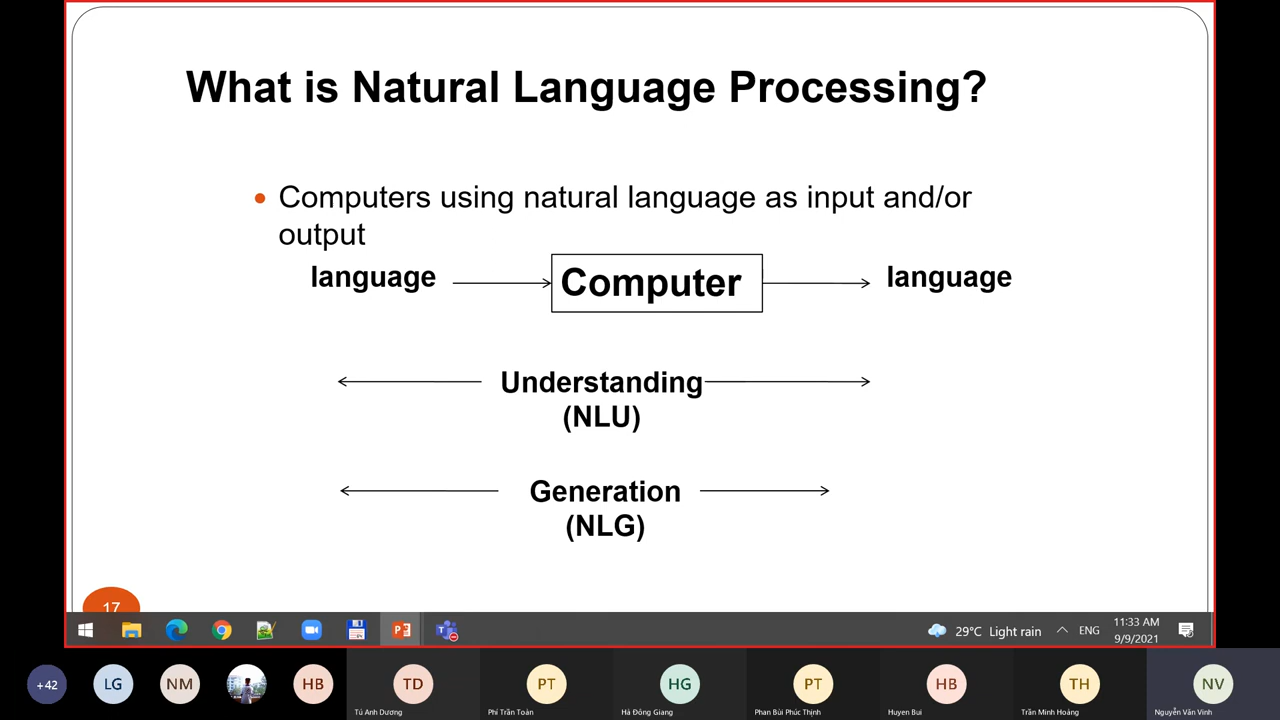 What is Natural Language Processing?
Computers using natural language as input and/or
output
language
Computer
language
Understanding
(NLU)
Generation
(NLG)
17
29°C Light rain
ENG
11:33 AM
9/9/2021
+42
LG
NM
HB
TD
PT
HG
PT
HB
TH
NV
Tú Anh Dương
Phí Trần Toán
Hà Đông Giang
Phan Bùi Phúc Thịnh
Huyen Bui
Trần Minh Hoàng
Nguyễn Văn Vinh